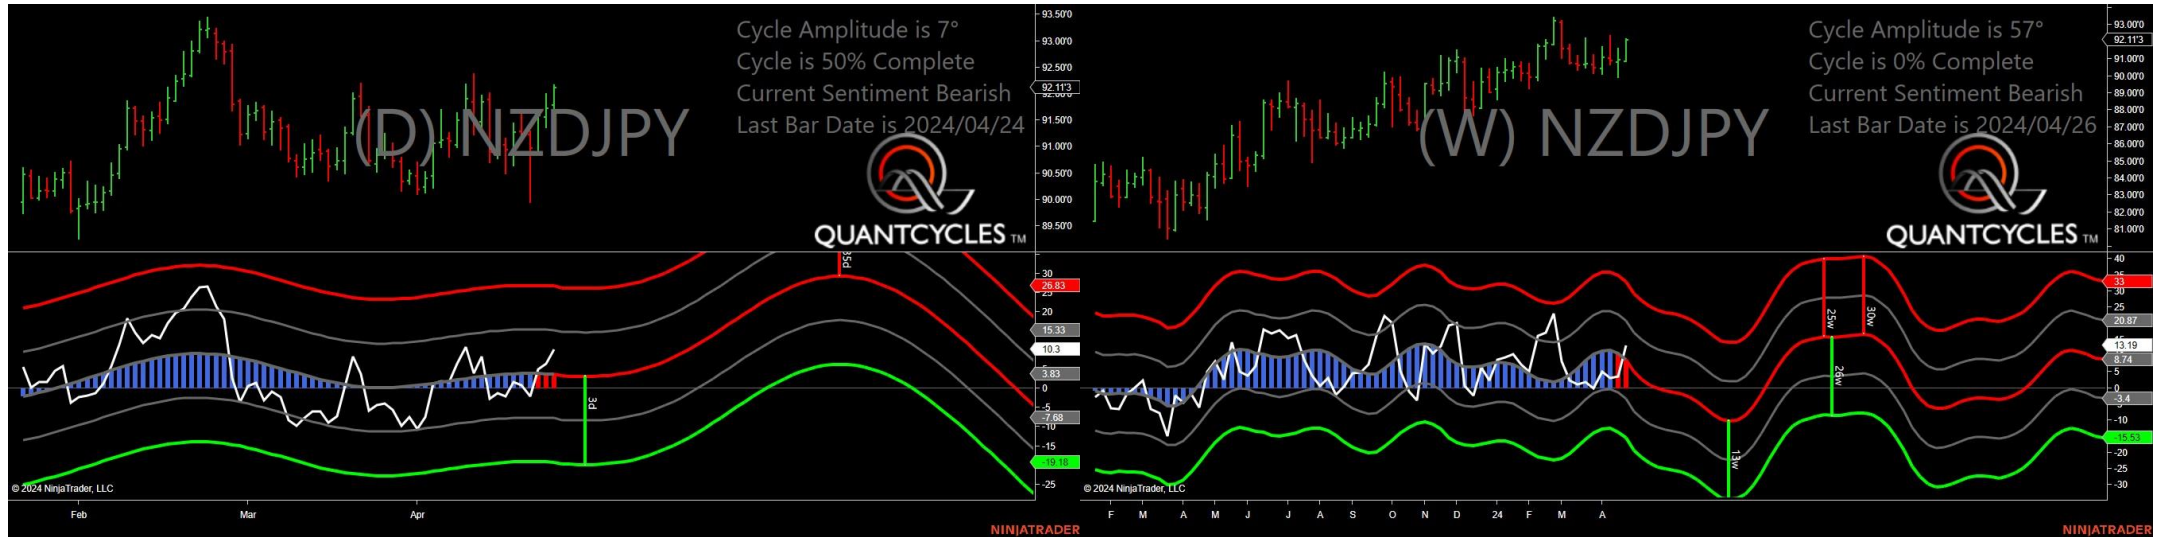 Cycle Amplitude is 7°
Cycle is 50% Complete
Current Sentiment Bearish
Last Bar Date is 2024/04/24
(D) NZDJPY
QUANTCYCLES TM
93.50'0
93.00'0
92.50'0
92.11'3
91.50'0
91.00'0
90.50'0
90.00'0
89.50'0
35d
3d
30
26.83
25
20
15.33
10.3
5
3.83
0
-5
-7.68
-10
-15
-19.18
-25
© 2024 NinjaTrader, LLC
Feb
Mar
Apr
NINJATRADER
Cycle Amplitude is 57°
Cycle is 0% Complete
Current Sentiment Bearish
Last Bar Date is 2024/04/26
(W) NZDJPY
QUANTCYCLES TM
93.00'0
92.11'3
91.00'0
90.00'0
89.00'0
88.00'0
87.00'0
86.00'0
85.00'0
84.00'0
83.00'0
82.00'0
81.00'0
25w
30w
26w
13w
40
33
30
25
20.87
13.19
8.74
5
0
-3.4
-10
-15.53
-20
-25
-30
© 2024 NinjaTrader, LLC
F
M
A
M
J
J
A
S
O
N
D
24
F
M
A
NINJATRADER